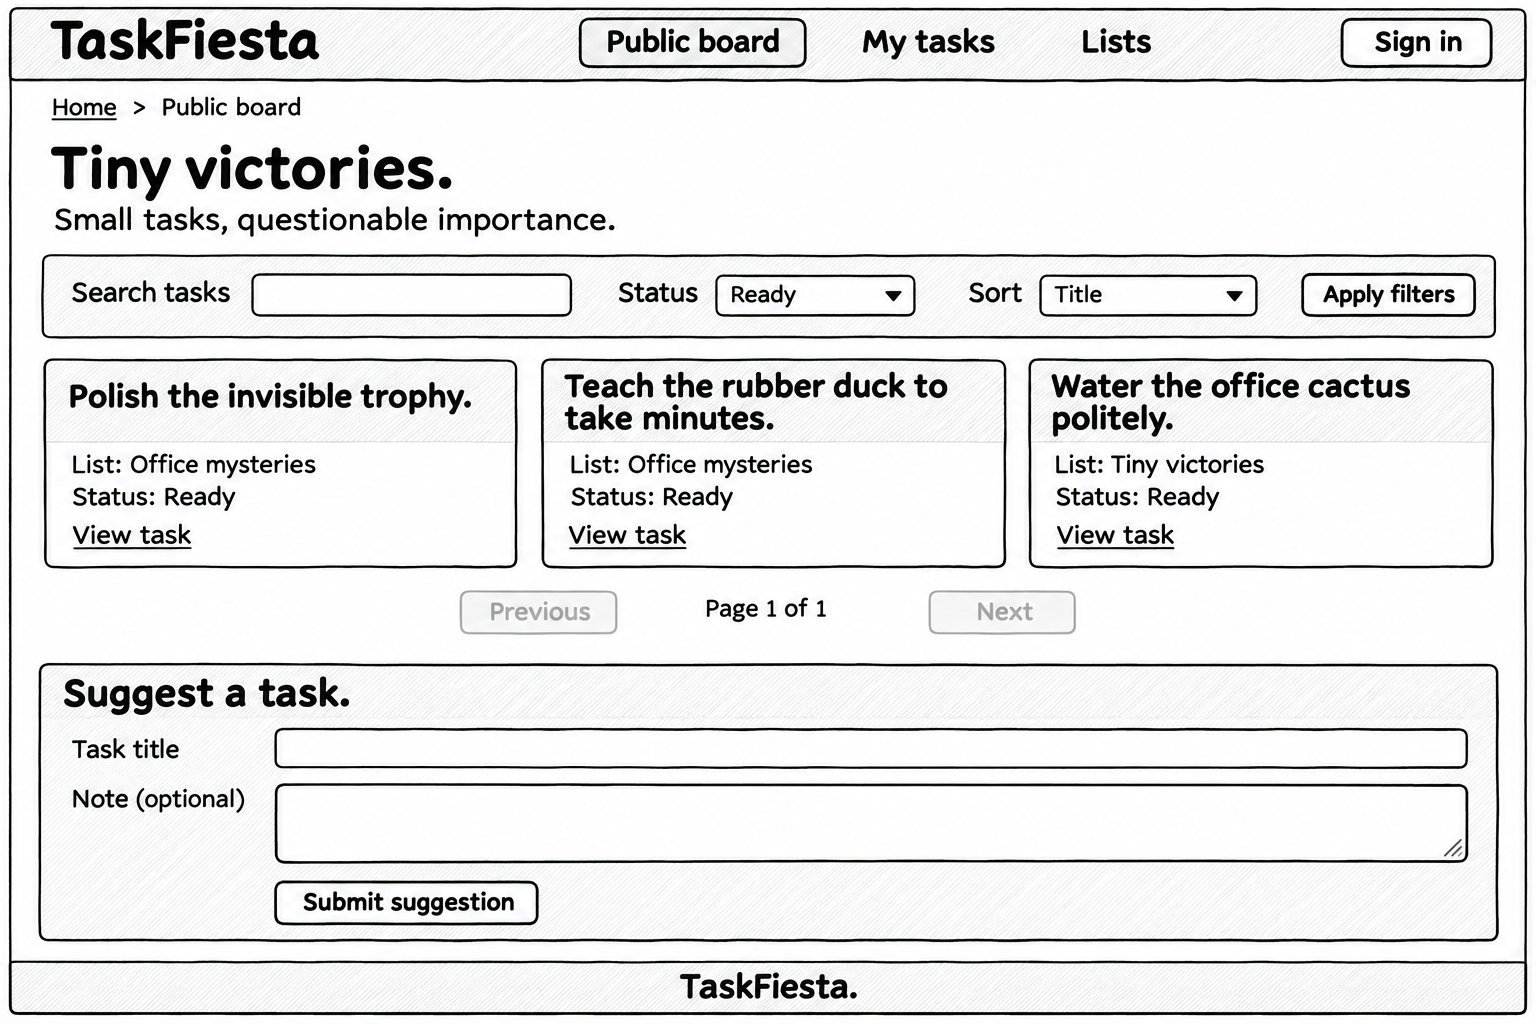 TaskFiesta
Public board
My tasks
Lists
Sign in
Home > Public board
Tiny victories.
Small tasks, questionable importance.
Search tasks
Status
Ready
Sort
Title
Apply filters
Polish the invisible trophy.
List: Office mysteries
Status: Ready
View task
Teach the rubber duck to
take minutes.
List: Office mysteries
Status: Ready
View task
Water the office cactus
politely.
List: Tiny victories
Status: Ready
View task
Previous
Page 1 of 1
Next
Suggest a task.
Task title
Note (optional)
Submit suggestion
TaskFiesta.